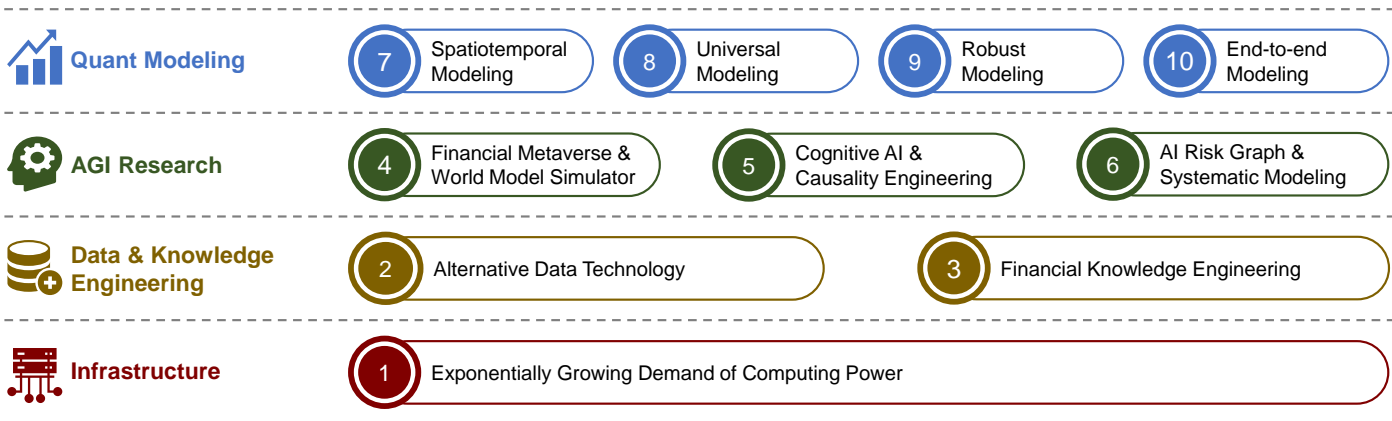 Quant Modeling
7
Spatiotemporal
Modeling
8
Universal
Modeling
9
Robust
Modeling
10
End-to-end
Modeling
AGI Research
4
Financial Metaverse &
World Model Simulator
5
Cognitive AI &
Causality Engineering
6
AI Risk Graph &
Systematic Modeling
Data & Knowledge
Engineering
2
Alternative Data Technology
3
Financial Knowledge Engineering
Infrastructure
1
Exponentially Growing Demand of Computing Power